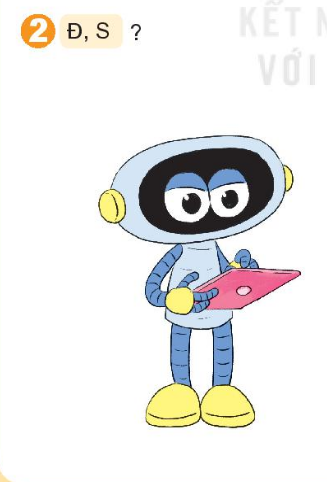 2 Đ, S ?
KẾT
VỚI